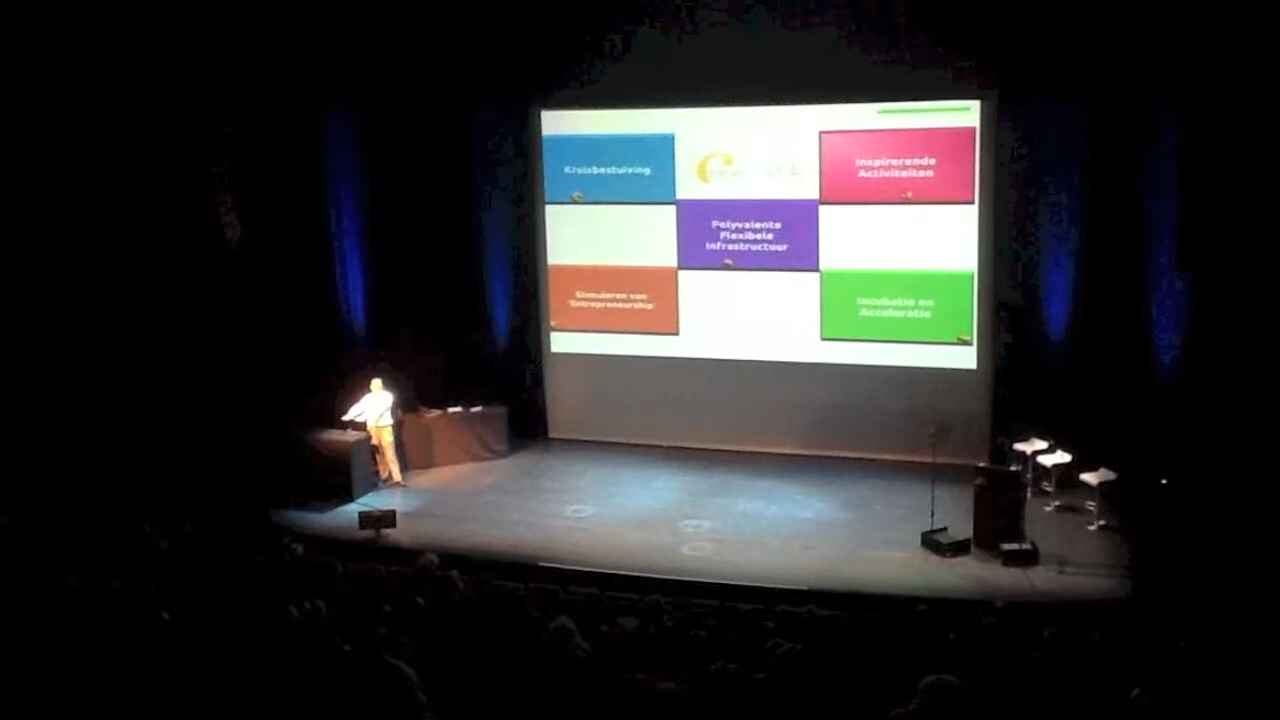 Kruisbestuiving
Inspirerende
Activiteiten
Polyvalente
Flexibele
Infrastructuur
Stimuleren van
'Entrepreneurship'
Incubatie en
Acceleratie